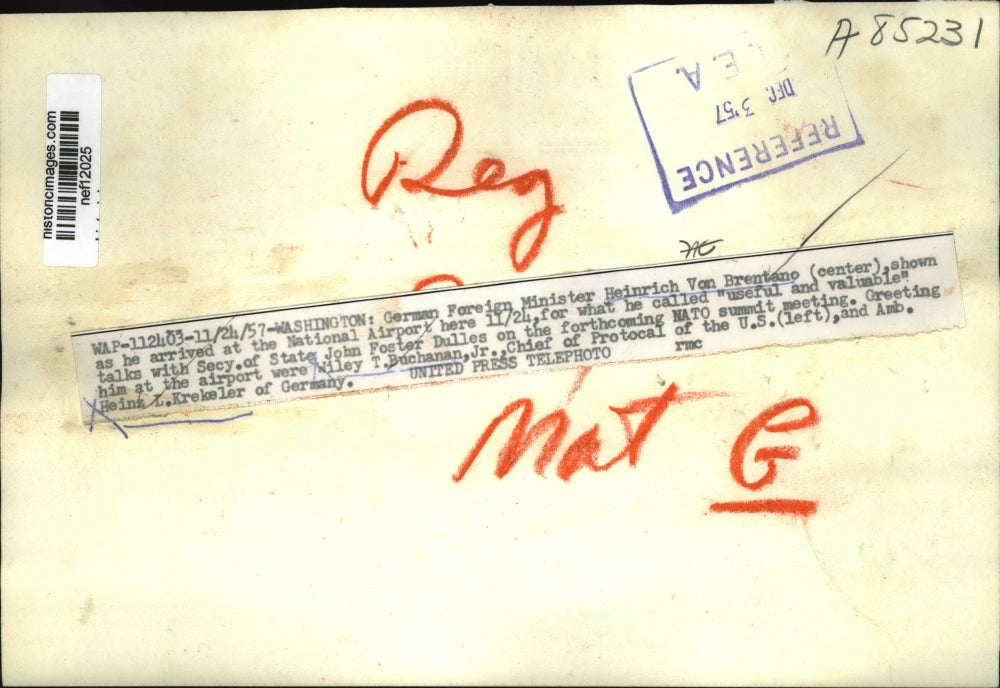 A 85231
N.E.A.
DEC 3 '57
REFERENCE
historicimages.com
nef12025
Reg
WAP-112403-11/24/57-WASHINGTON: German Foreign Minister Heinrich Von Brentano (center), shown
as he arrived at the National Airport here 11/24, for what he called "useful and valuable"
talks with Secy. of State John Foster Dulles on the forthcoming NATO summit meeting. Greeting
him at the airport were Wiley T. Buchanan, Jr., Chief of Protocal of the U.S. (left), and Amb.
Heinz L. Krekeler of Germany.
UNITED PRESS TELEPHOTO rmc
Mat G